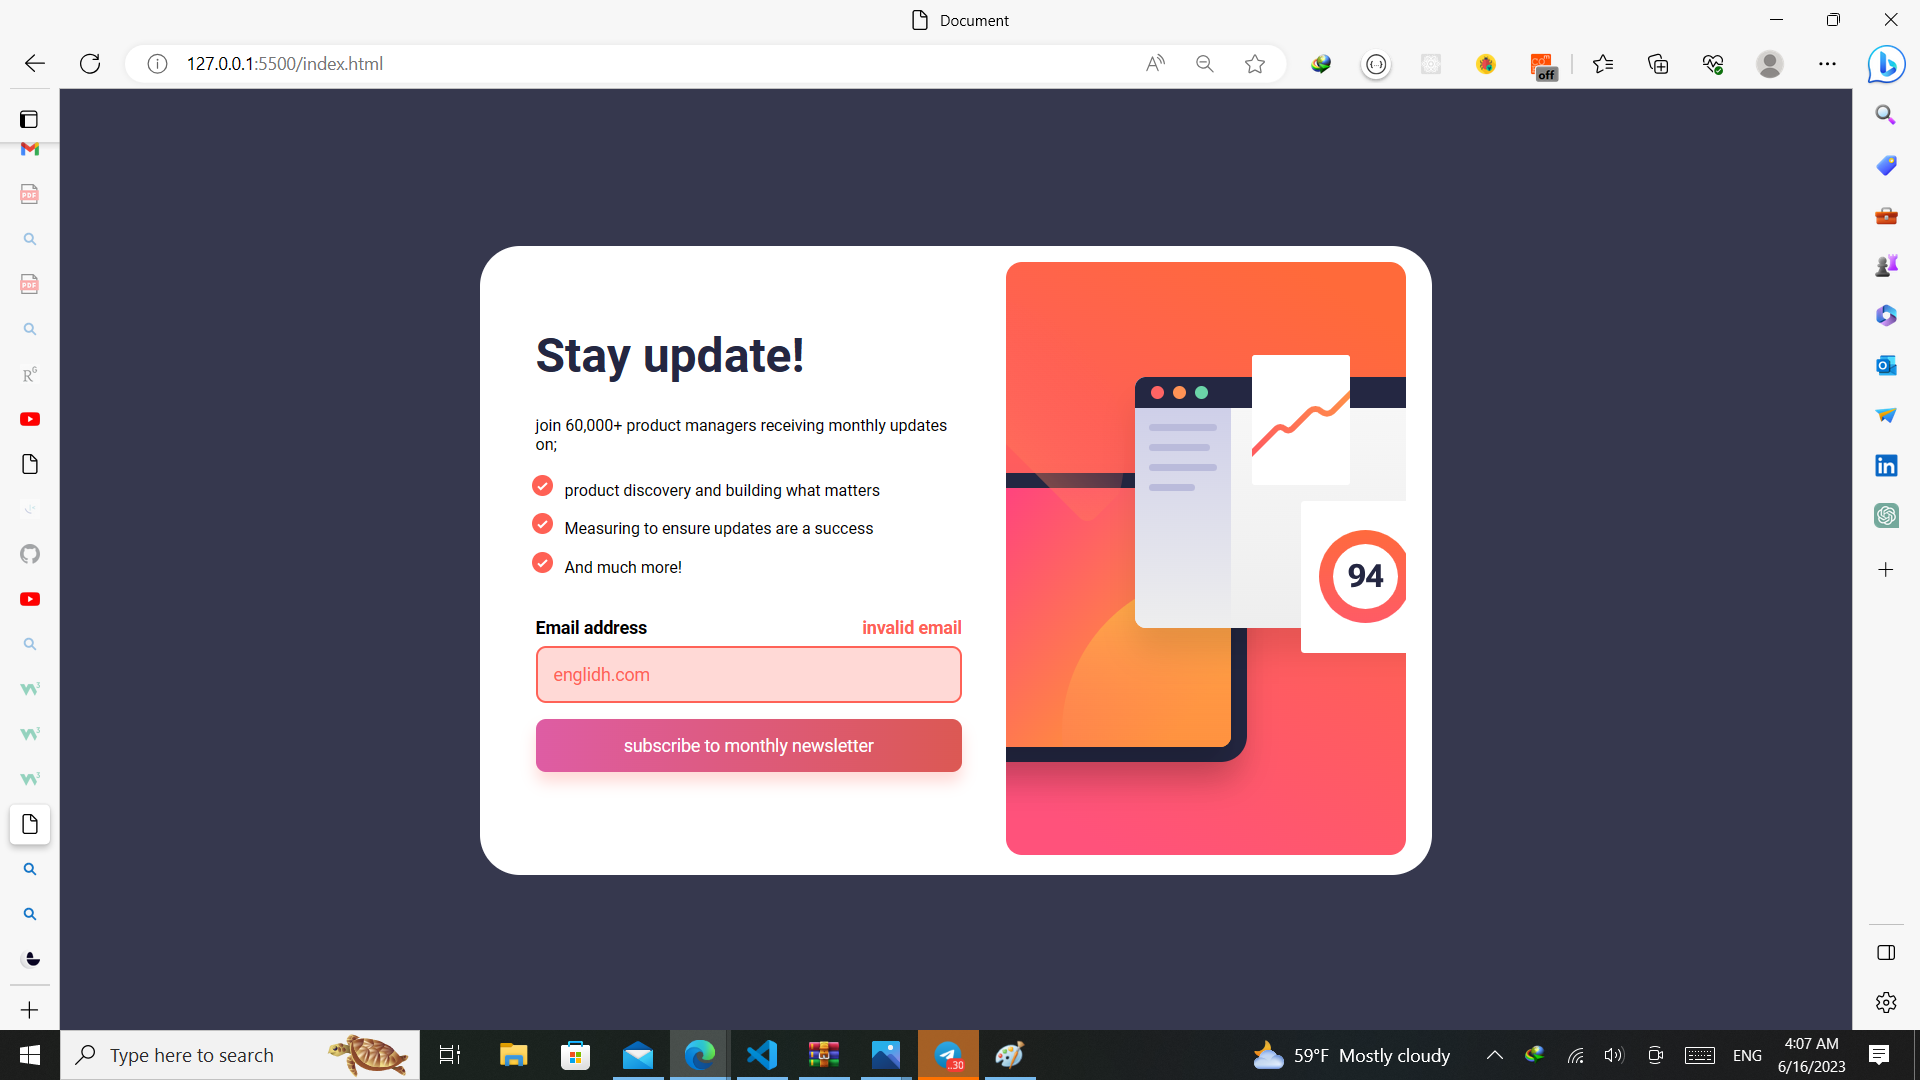 Document
127.0.0.1:5500/index.html
off
Stay update!
join 60,000+ product managers receiving monthly updates
on;
product discovery and building what matters
Measuring to ensure updates are a success
And much more!
Email address
invalid email
englidh.com
subscribe to monthly newsletter
94
Type here to search
..30
59°F Mostly cloudy
ENG
4:07 AM
6/16/2023